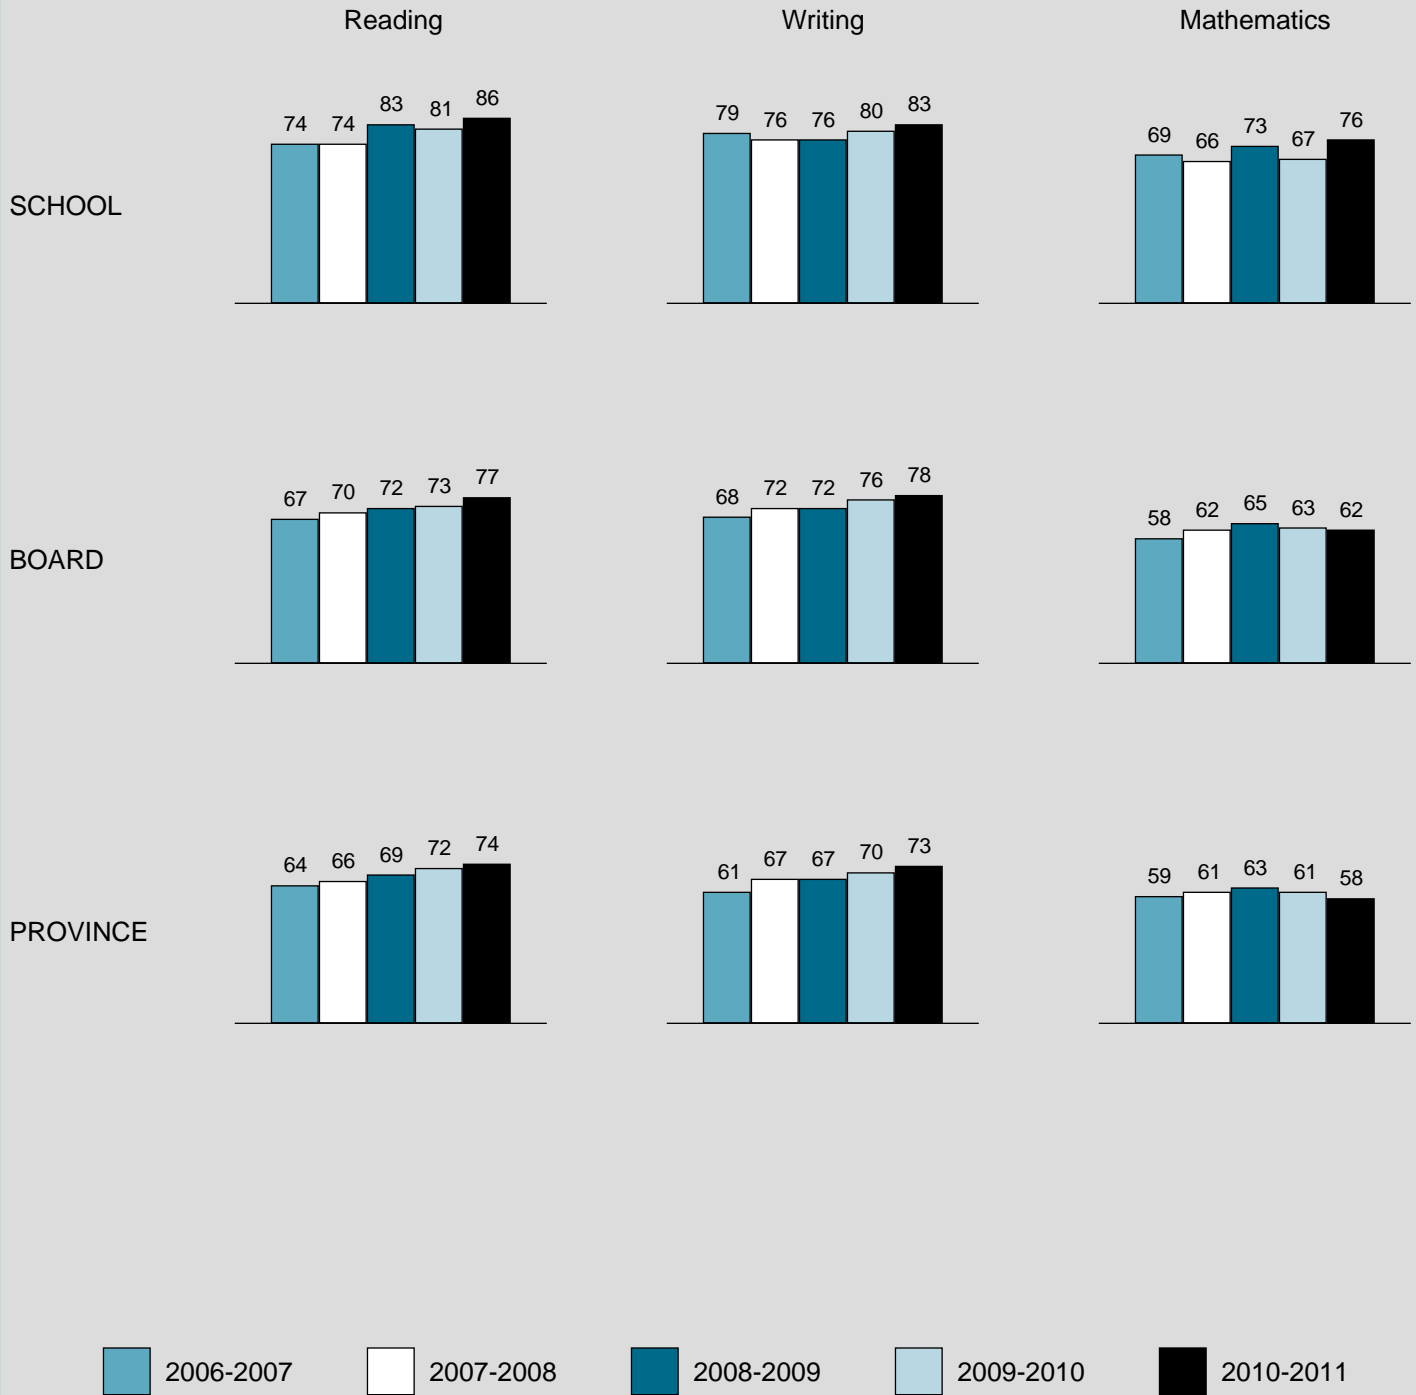 Reading Writing Mathematics
74 74 83 81 86 79 76 76 80 83 69 66 73 67 76
SCHOOL
67 70 72 73 77 68 72 72 76 78 58 62 65 63 62
BOARD
64 66 69 72 74 61 67 67 70 73 59 61 63 61 58
PROVINCE
2006-2007 2007-2008 2008-2009 2009-2010 2010-2011